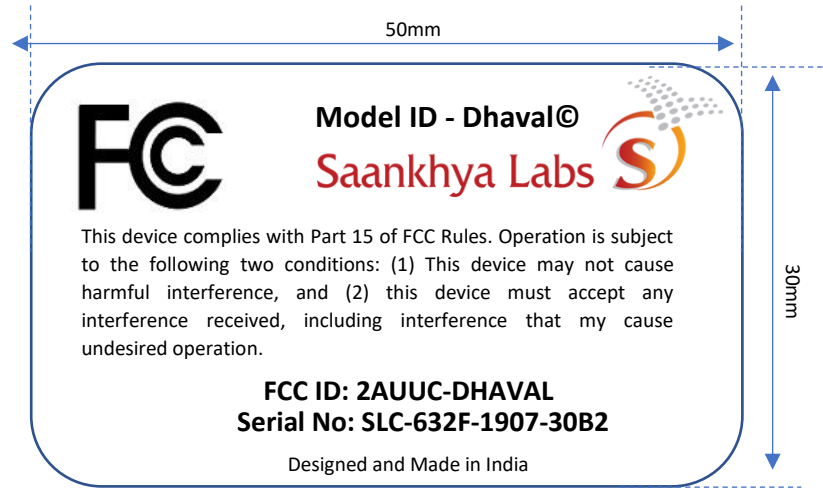 50mm
FCC
Model ID - Dhaval©
Saankhya Labs S
This device complies with Part 15 of FCC Rules. Operation is subject
to the following two conditions: (1) This device may not cause
harmful interference, and (2) this device must accept any
interference received, including interference that my cause
undesired operation.
30mm
FCC ID: 2AUUC-DHAVAL
Serial No: SLC-632F-1907-30B2
Designed and Made in India